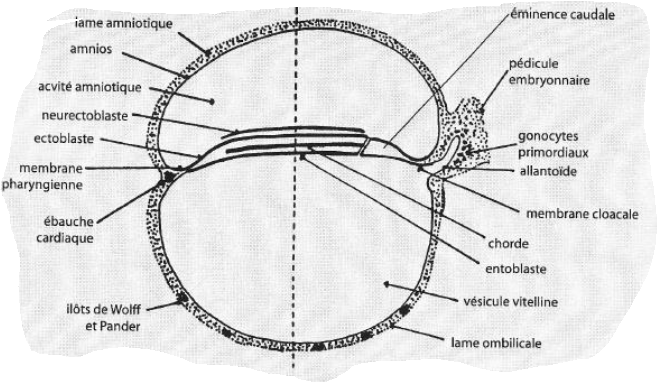 iame amniotique
amnios
acvité amniotique
neurectoblaste
ectoblaste
membrane
pharyngienne
ébauche
cardiaque
ilôts de Wolff
et Pander
éminence caudale
pédicule
embryonnaire
gonocytes
primordiaux
allantoïde
membrane cloacale
chorde
entoblaste
vésicule vitelline
lame ombilicale